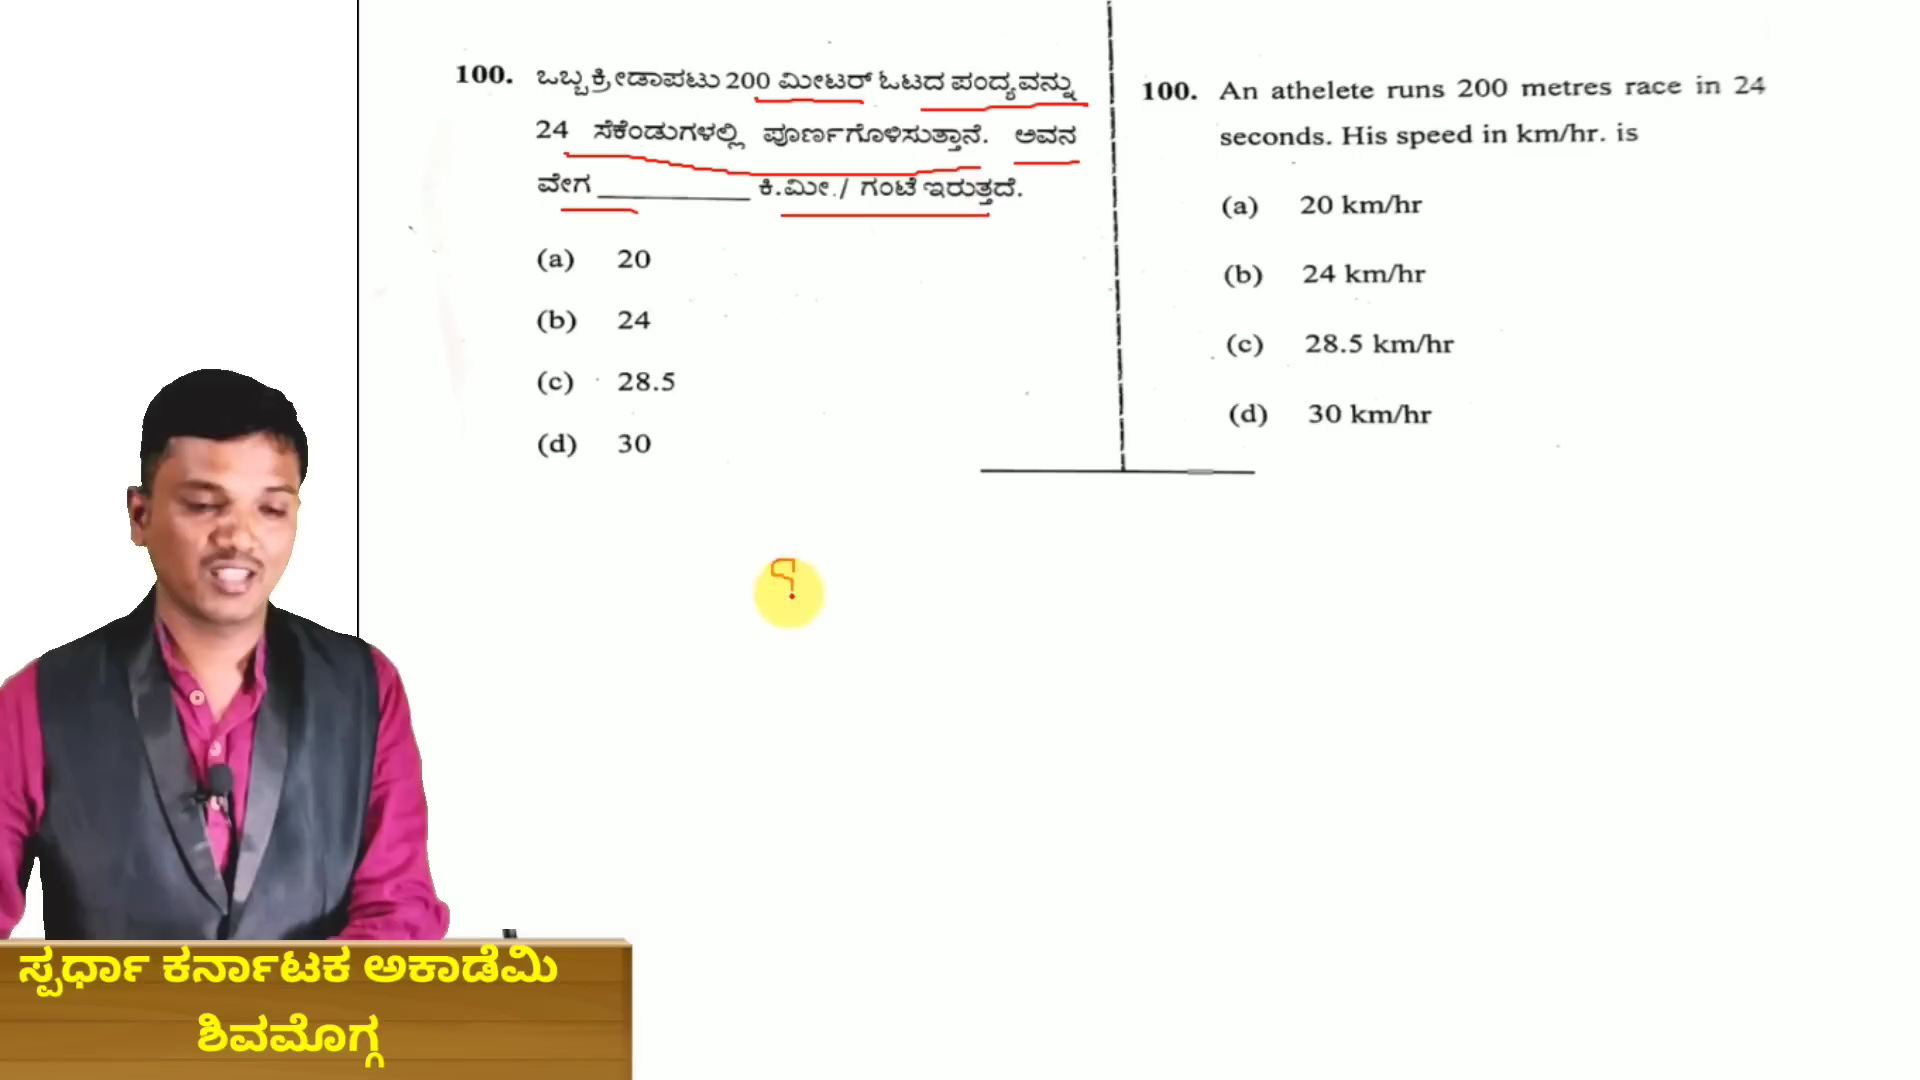 100. ಒಬ್ಬ ಕ್ರೀಡಾಪಟು 200 ಮೀಟರ್ ಓಟದ ಪಂದ್ಯವನ್ನು
24 ಸೆಕೆಂಡುಗಳಲ್ಲಿ ಪೂರ್ಣಗೊಳಿಸುತ್ತಾನೆ. ಅವನ
ವೇಗ ____________ ಕಿ.ಮೀ./ ಗಂಟೆ ಇರುತ್ತದೆ.
(a) 20
(b) 24
(c) 28.5
(d) 30
100. An athelete runs 200 metres race in 24
seconds. His speed in km/hr. is
(a) 20 km/hr
(b) 24 km/hr
(c) 28.5 km/hr
(d) 30 km/hr
ಸ್ಪರ್ಧಾ ಕರ್ನಾಟಕ ಅಕಾಡೆಮಿ
ಶಿವಮೊಗ್ಗ